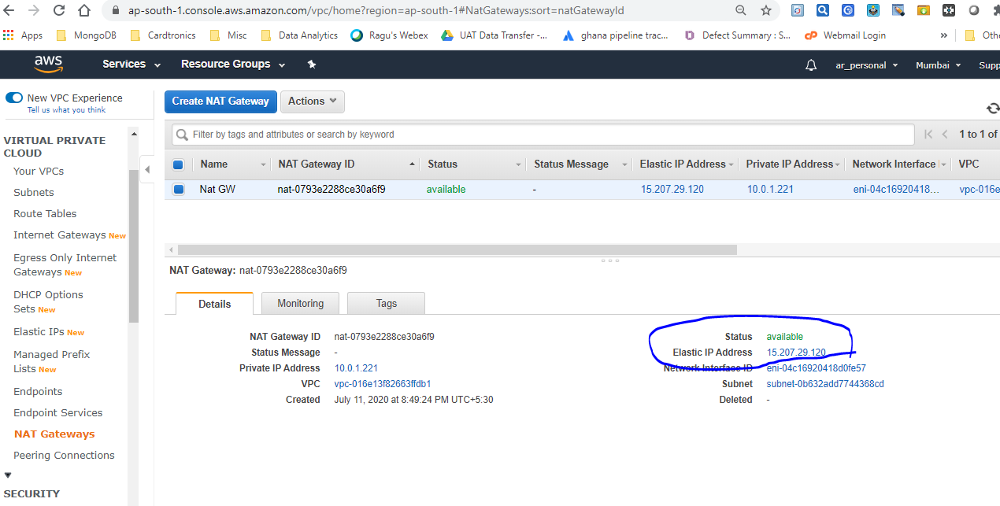 ap-south-1.console.aws.amazon.com/vpc/home?region=ap-south-1#NatGateways:sort=natGatewayId
Apps MongoDB Cardtronics Misc Data Analytics Ragu's Webex UAT Data Transfer -... ghana pipeline trac... Defect Summary : S... Webmail Login » Othe
aws Services Resource Groups ar_personal Mumbai Supp
New VPC Experience
Tell us what you think
Create NAT Gateway Actions
Filter by tags and attributes or search by keyword
1 to 1 of
Name NAT Gateway ID Status Status Message Elastic IP Address Private IP Address Network Interface I VPC
Nat GW nat-0793e2288ce30a6f9 available - 15.207.29.120 10.0.1.221 eni-04c16920418... vpc-016e
VIRTUAL PRIVATE
CLOUD
Your VPCs
Subnets
Route Tables
Internet Gateways New
Egress Only Internet
Gateways New
DHCP Options
Sets New
Elastic IPs New
Managed Prefix
Lists New
Endpoints
Endpoint Services
NAT Gateways
Peering Connections
SECURITY
NAT Gateway: nat-0793e2288ce30a6f9
Details Monitoring Tags
NAT Gateway ID nat-0793e2288ce30a6f9
Status Message -
Private IP Address 10.0.1.221
VPC vpc-016e13f82663ffdb1
Created July 11, 2020 at 8:49:24 PM UTC+5:30
Status available
Elastic IP Address 15.207.29.120
Network Interface ID eni-04c16920418d0fe57
Subnet subnet-0b632add7744368cd
Deleted -